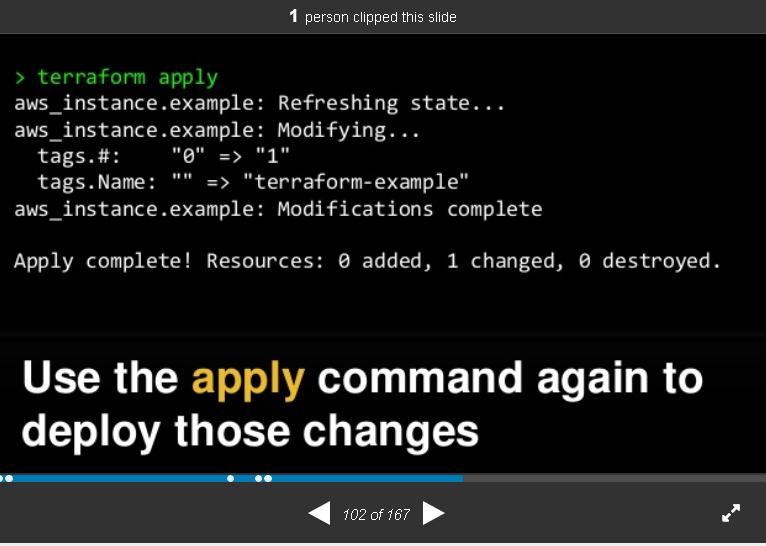 1 person clipped this slide
> terraform apply
aws_instance.example: Refreshing state...
aws_instance.example: Modifying...
  tags.#:    "0" => "1"
  tags.Name: "" => "terraform-example"
aws_instance.example: Modifications complete
Apply complete! Resources: 0 added, 1 changed, 0 destroyed.
Use the apply command again to
deploy those changes
102 of 167